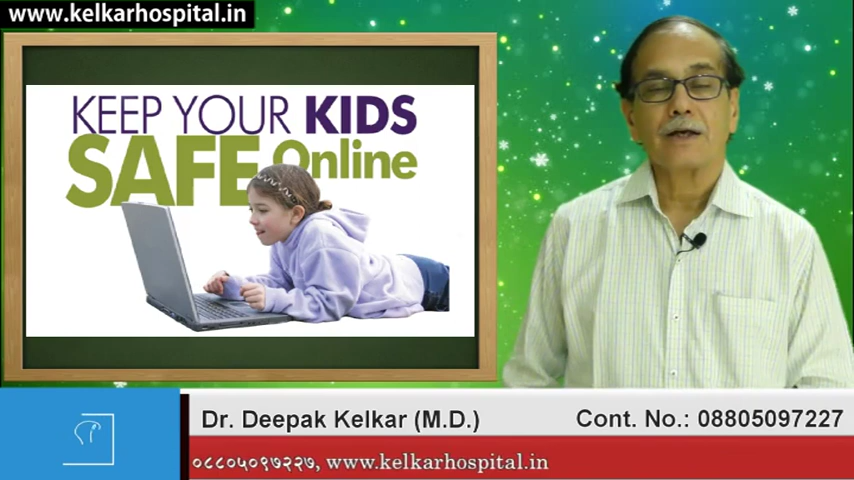 www.kelkarhospital.in
KEEP YOUR KIDS
SAFE Online
Dr. Deepak Kelkar (M.D.)
Cont. No.: 08805097227
०८८०५०९७२२७, www.kelkarhospital.in